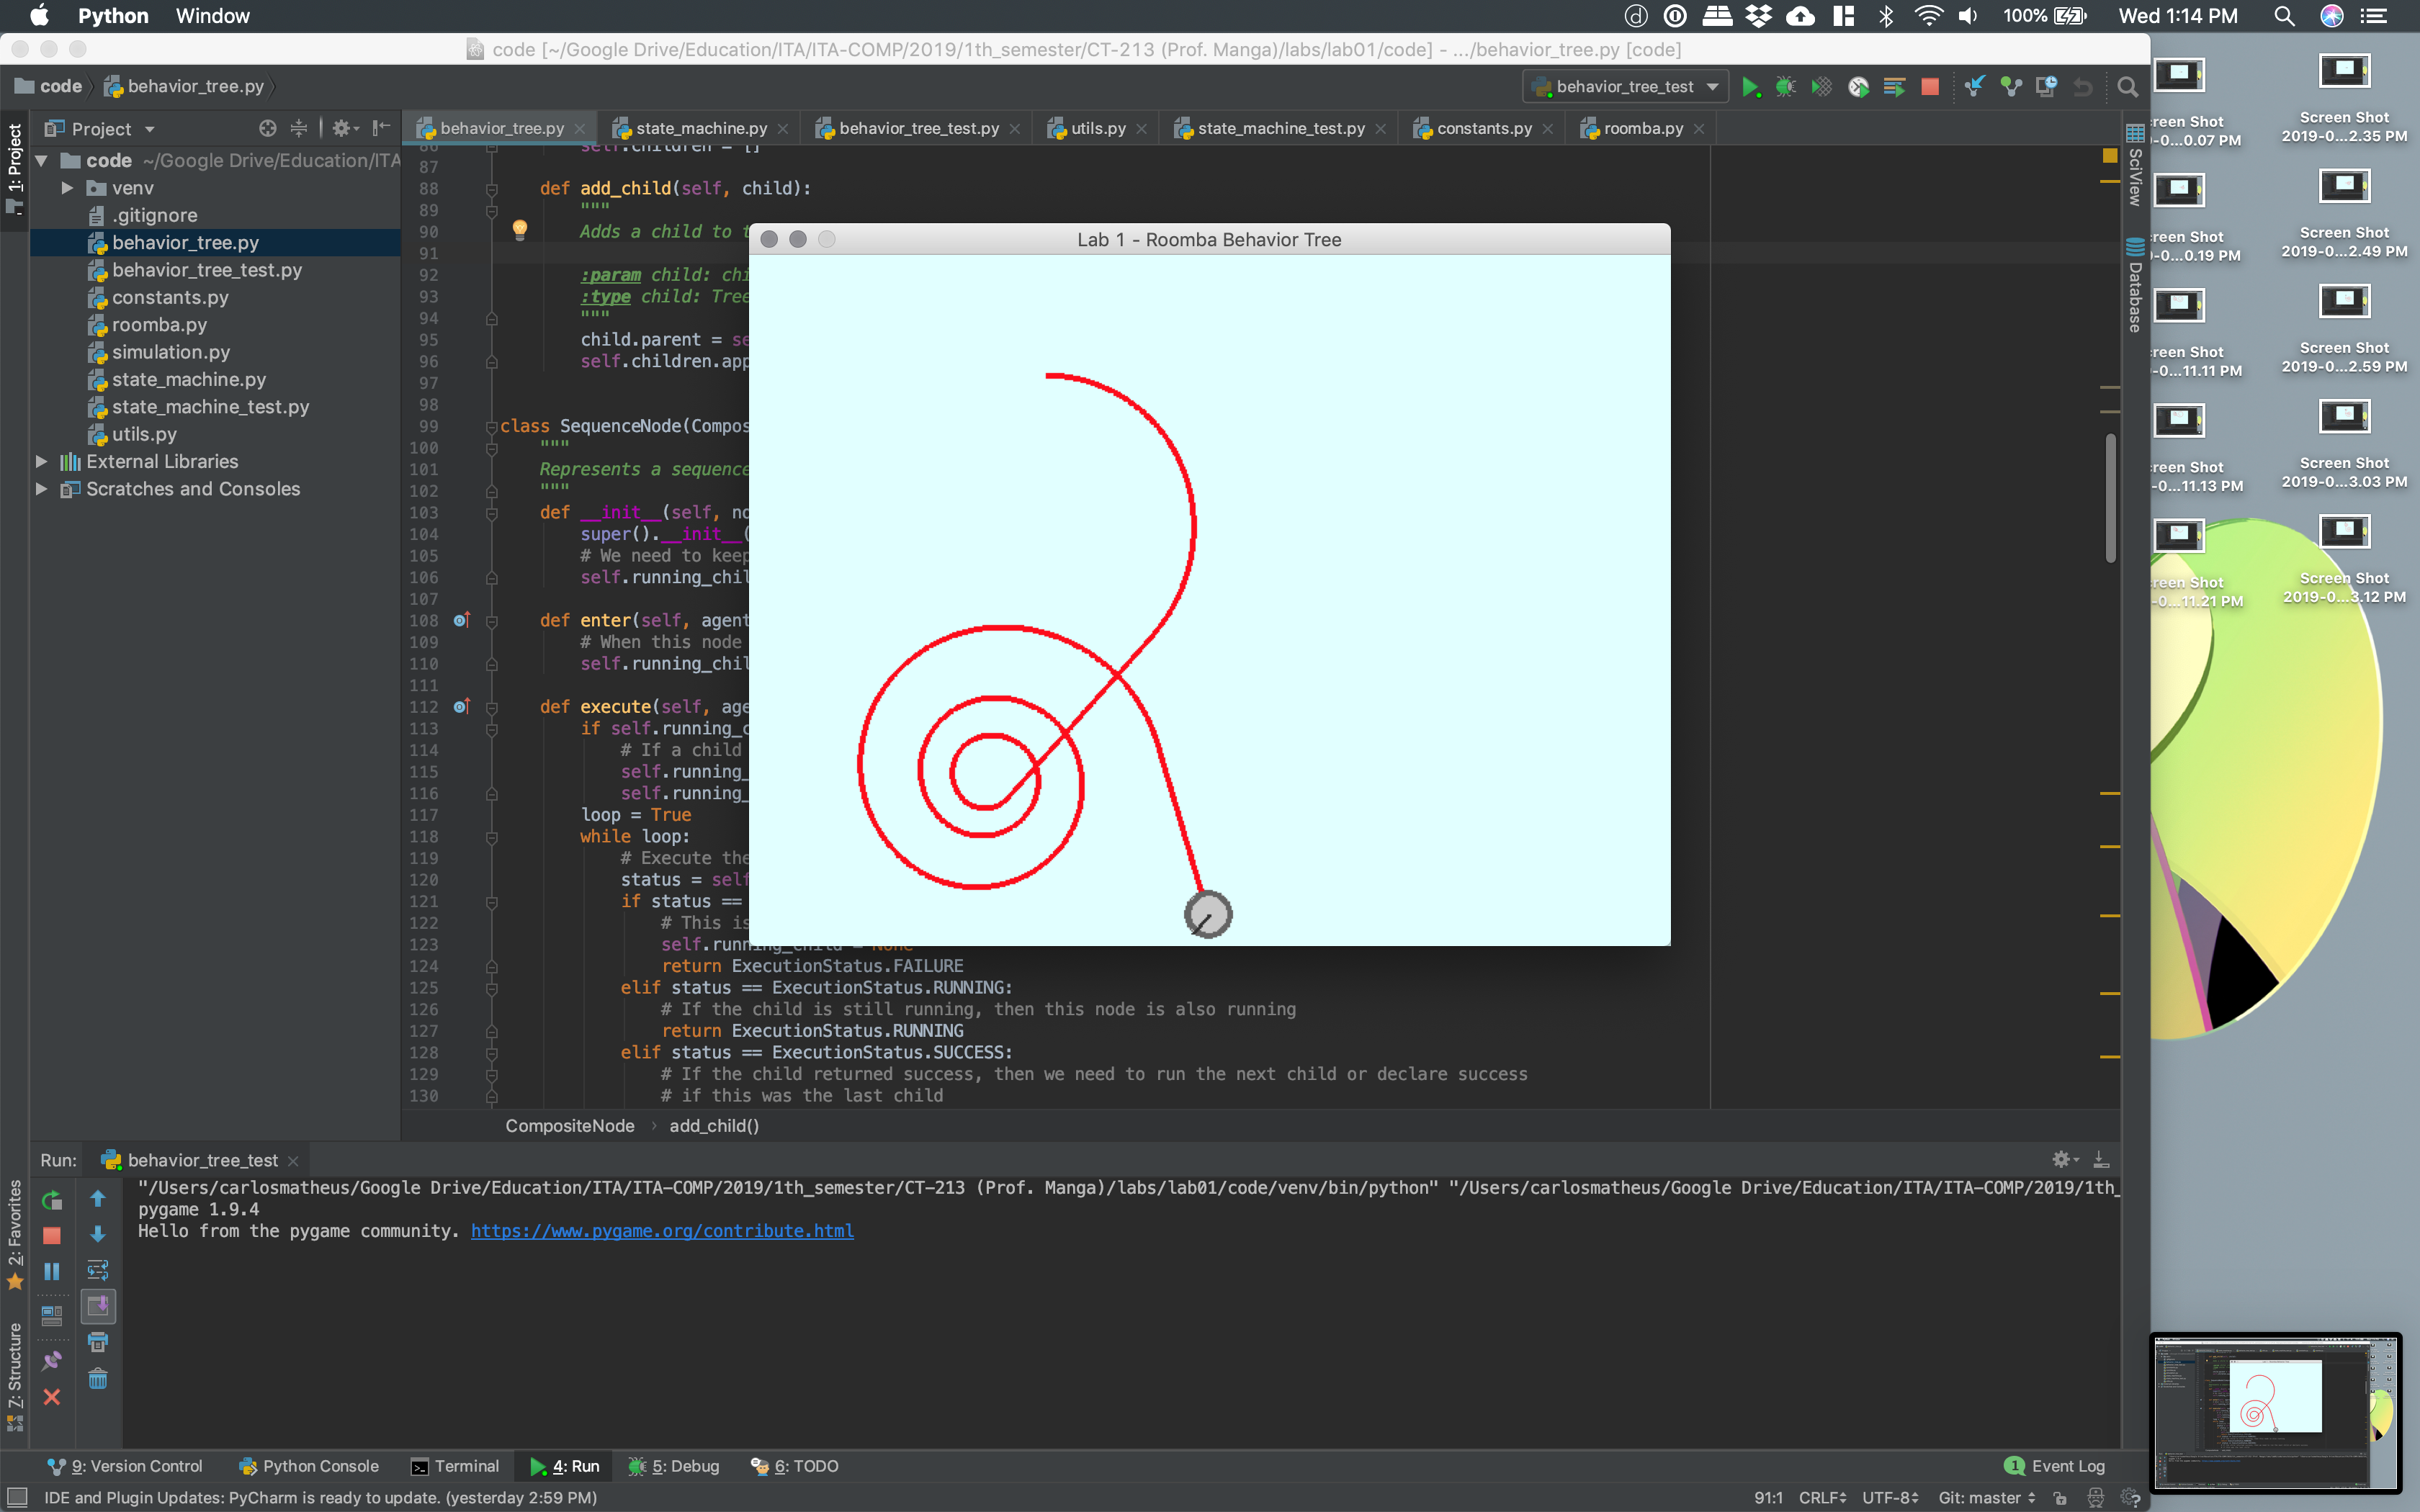 Python Window 100% Wed 1:14 PM
code [~/Google Drive/Education/ITA/ITA-COMP/2019/1th_semester/CT-213 (Prof. Manga)/labs/lab01/code] - .../behavior_tree.py [code]
code behavior_tree.py behavior_tree_test
1: Project
Project
behavior_tree.py state_machine.py behavior_tree_test.py utils.py state_machine_test.py constants.py roomba.py
code ~/Google Drive/Education/ITA
venv
.gitignore
behavior_tree.py
behavior_tree_test.py
constants.py
roomba.py
simulation.py
state_machine.py
state_machine_test.py
utils.py
External Libraries
Scratches and Consoles
86 self.children = []
87
88 def add_child(self, child):
89 """
90 Adds a child to t
91
92 :param child: chi
93 :type child: Tree
94 """
95 child.parent = se
96 self.children.app
97
98
99 class SequenceNode(Compos
100 """
101 Represents a sequence
102 """
103 def __init__(self, no
104 super().__init__(
105 # We need to keep
106 self.running_chil
107
108 def enter(self, agent
109 # When this node
110 self.running_chil
111
112 def execute(self, age
113 if self.running_c
114 # If a child
115 self.running_
116 self.running_
117 loop = True
118 while loop:
119 # Execute the
120 status = self
121 if status ==
122 # This is
123 self.running_child = None
124 return ExecutionStatus.FAILURE
125 elif status == ExecutionStatus.RUNNING:
126 # If the child is still running, then this node is also running
127 return ExecutionStatus.RUNNING
128 elif status == ExecutionStatus.SUCCESS:
129 # If the child returned success, then we need to run the next child or declare success
130 # if this was the last child
Lab 1 - Roomba Behavior Tree
CompositeNode › add_child()
SciView
Database
reen Shot
-0...0.07 PM
Screen Shot
2019-0...2.35 PM
reen Shot
-0...0.19 PM
Screen Shot
2019-0...2.49 PM
reen Shot
-0...11.11 PM
Screen Shot
2019-0...2.59 PM
reen Shot
-0...11.13 PM
Screen Shot
2019-0...3.03 PM
reen Shot
-0...11.21 PM
Screen Shot
2019-0...3.12 PM
Run: behavior_tree_test
"/Users/carlosmatheus/Google Drive/Education/ITA/ITA-COMP/2019/1th_semester/CT-213 (Prof. Manga)/labs/lab01/code/venv/bin/python" "/Users/carlosmatheus/Google Drive/Education/ITA/ITA-COMP/2019/1th_
pygame 1.9.4
Hello from the pygame community. https://www.pygame.org/contribute.html
2: Favorites
7: Structure
9: Version Control Python Console Terminal 4: Run 5: Debug 6: TODO 1 Event Log
IDE and Plugin Updates: PyCharm is ready to update. (yesterday 2:59 PM) 91:1 CRLF UTF-8 Git: master